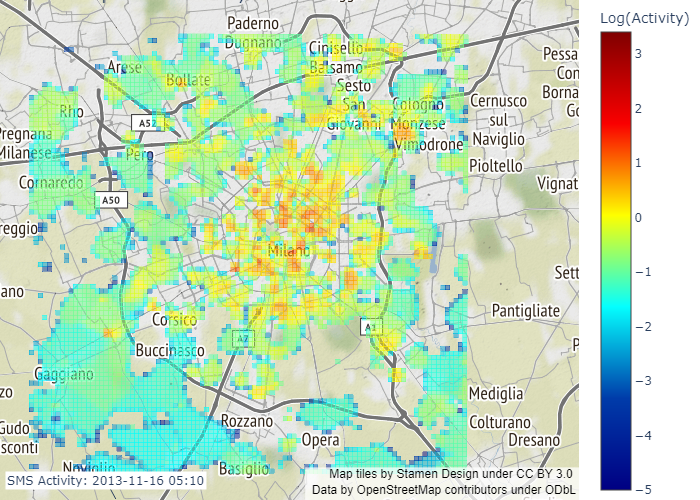 Log(Activity)
3
2
1
0
−1
−2
−3
−4
−5
Paderno
Dugnano
Cinisello
Balsamo
Arese
Bollate
Sesto
San
Giovanni
Cologno
Monzese
Vimodrone
Cernusco
sul
Naviglio
Pessa
Con
Borna
Go
Rho
A52
Pregnana
Milanese
Pero
Pioltello
Cornaredo
A50
Vignat
reggio
Milano
Sett
ano
Pantigliate
Corsico
A7
A1
Buccinasco
P
Gaggiano
zo
Mediglia
Rozzano
Colturano
Gudo
sconti
Opera
Dresano
Noviglio
Basiglio
SMS Activity: 2013-11-16 05:10
Map tiles by Stamen Design under CC BY 3.0
Data by OpenStreetMap contributors under ODbL